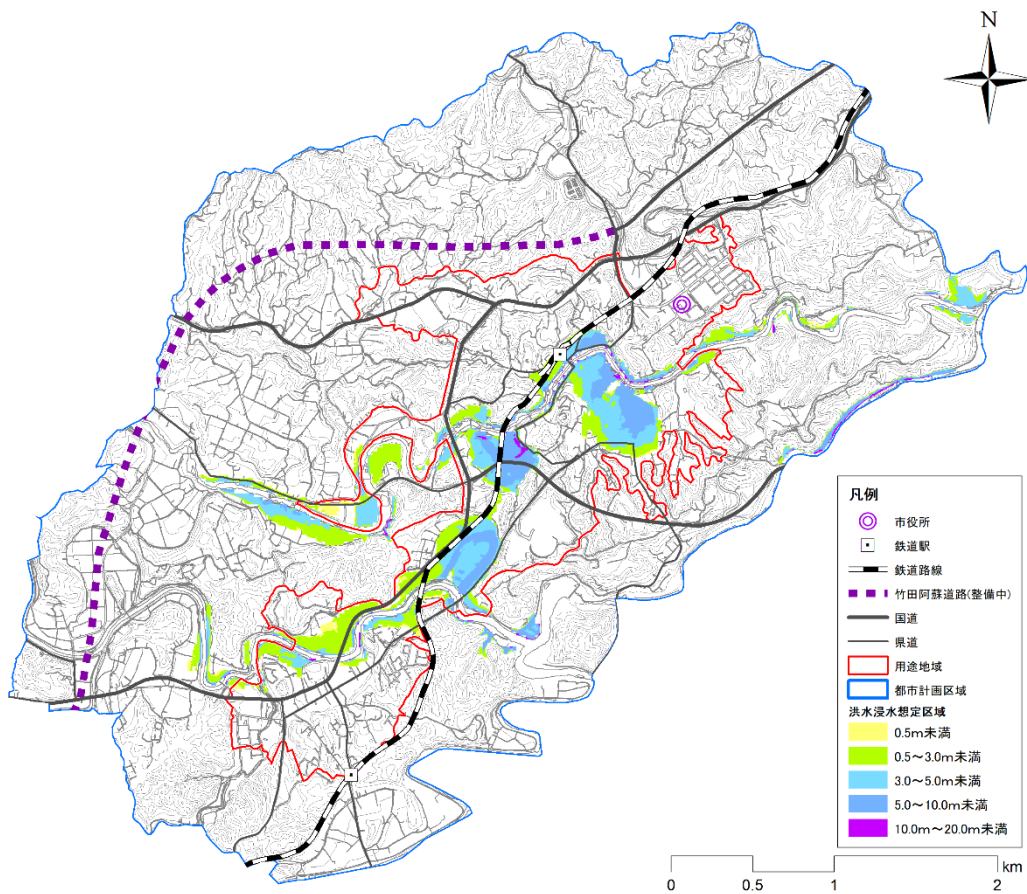 N
凡例
市役所
鉄道駅
鉄道路線
竹田阿蘇道路(整備中)
国道
県道
用途地域
都市計画区域
洪水浸水想定区域
0.5m未満
0.5～3.0m未満
3.0～5.0m未満
5.0～10.0m未満
10.0m～20.0m未満
km
0 0.5 1 2